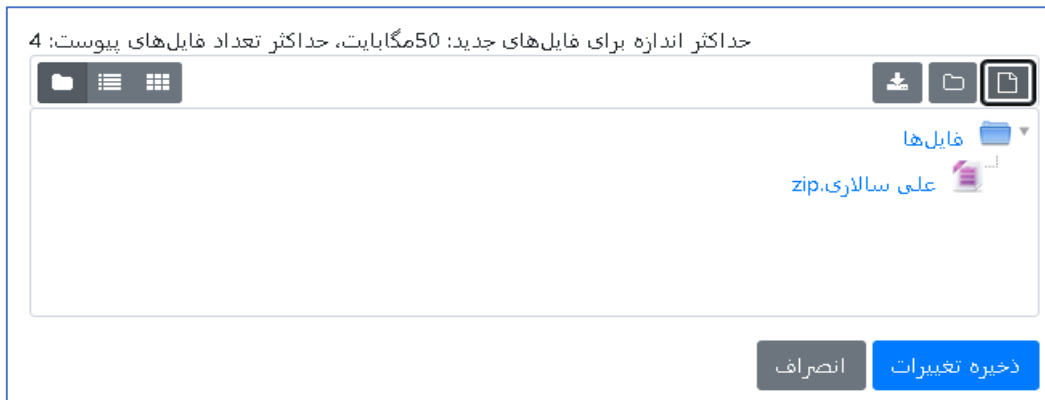 حداکثر اندازه برای فایل‌های جدید: 50مگابایت، حداکثر تعداد فایل‌های پیوست: 4
فایل‌ها
علی سالاری.zip
ذخیره تغییرات
انصراف